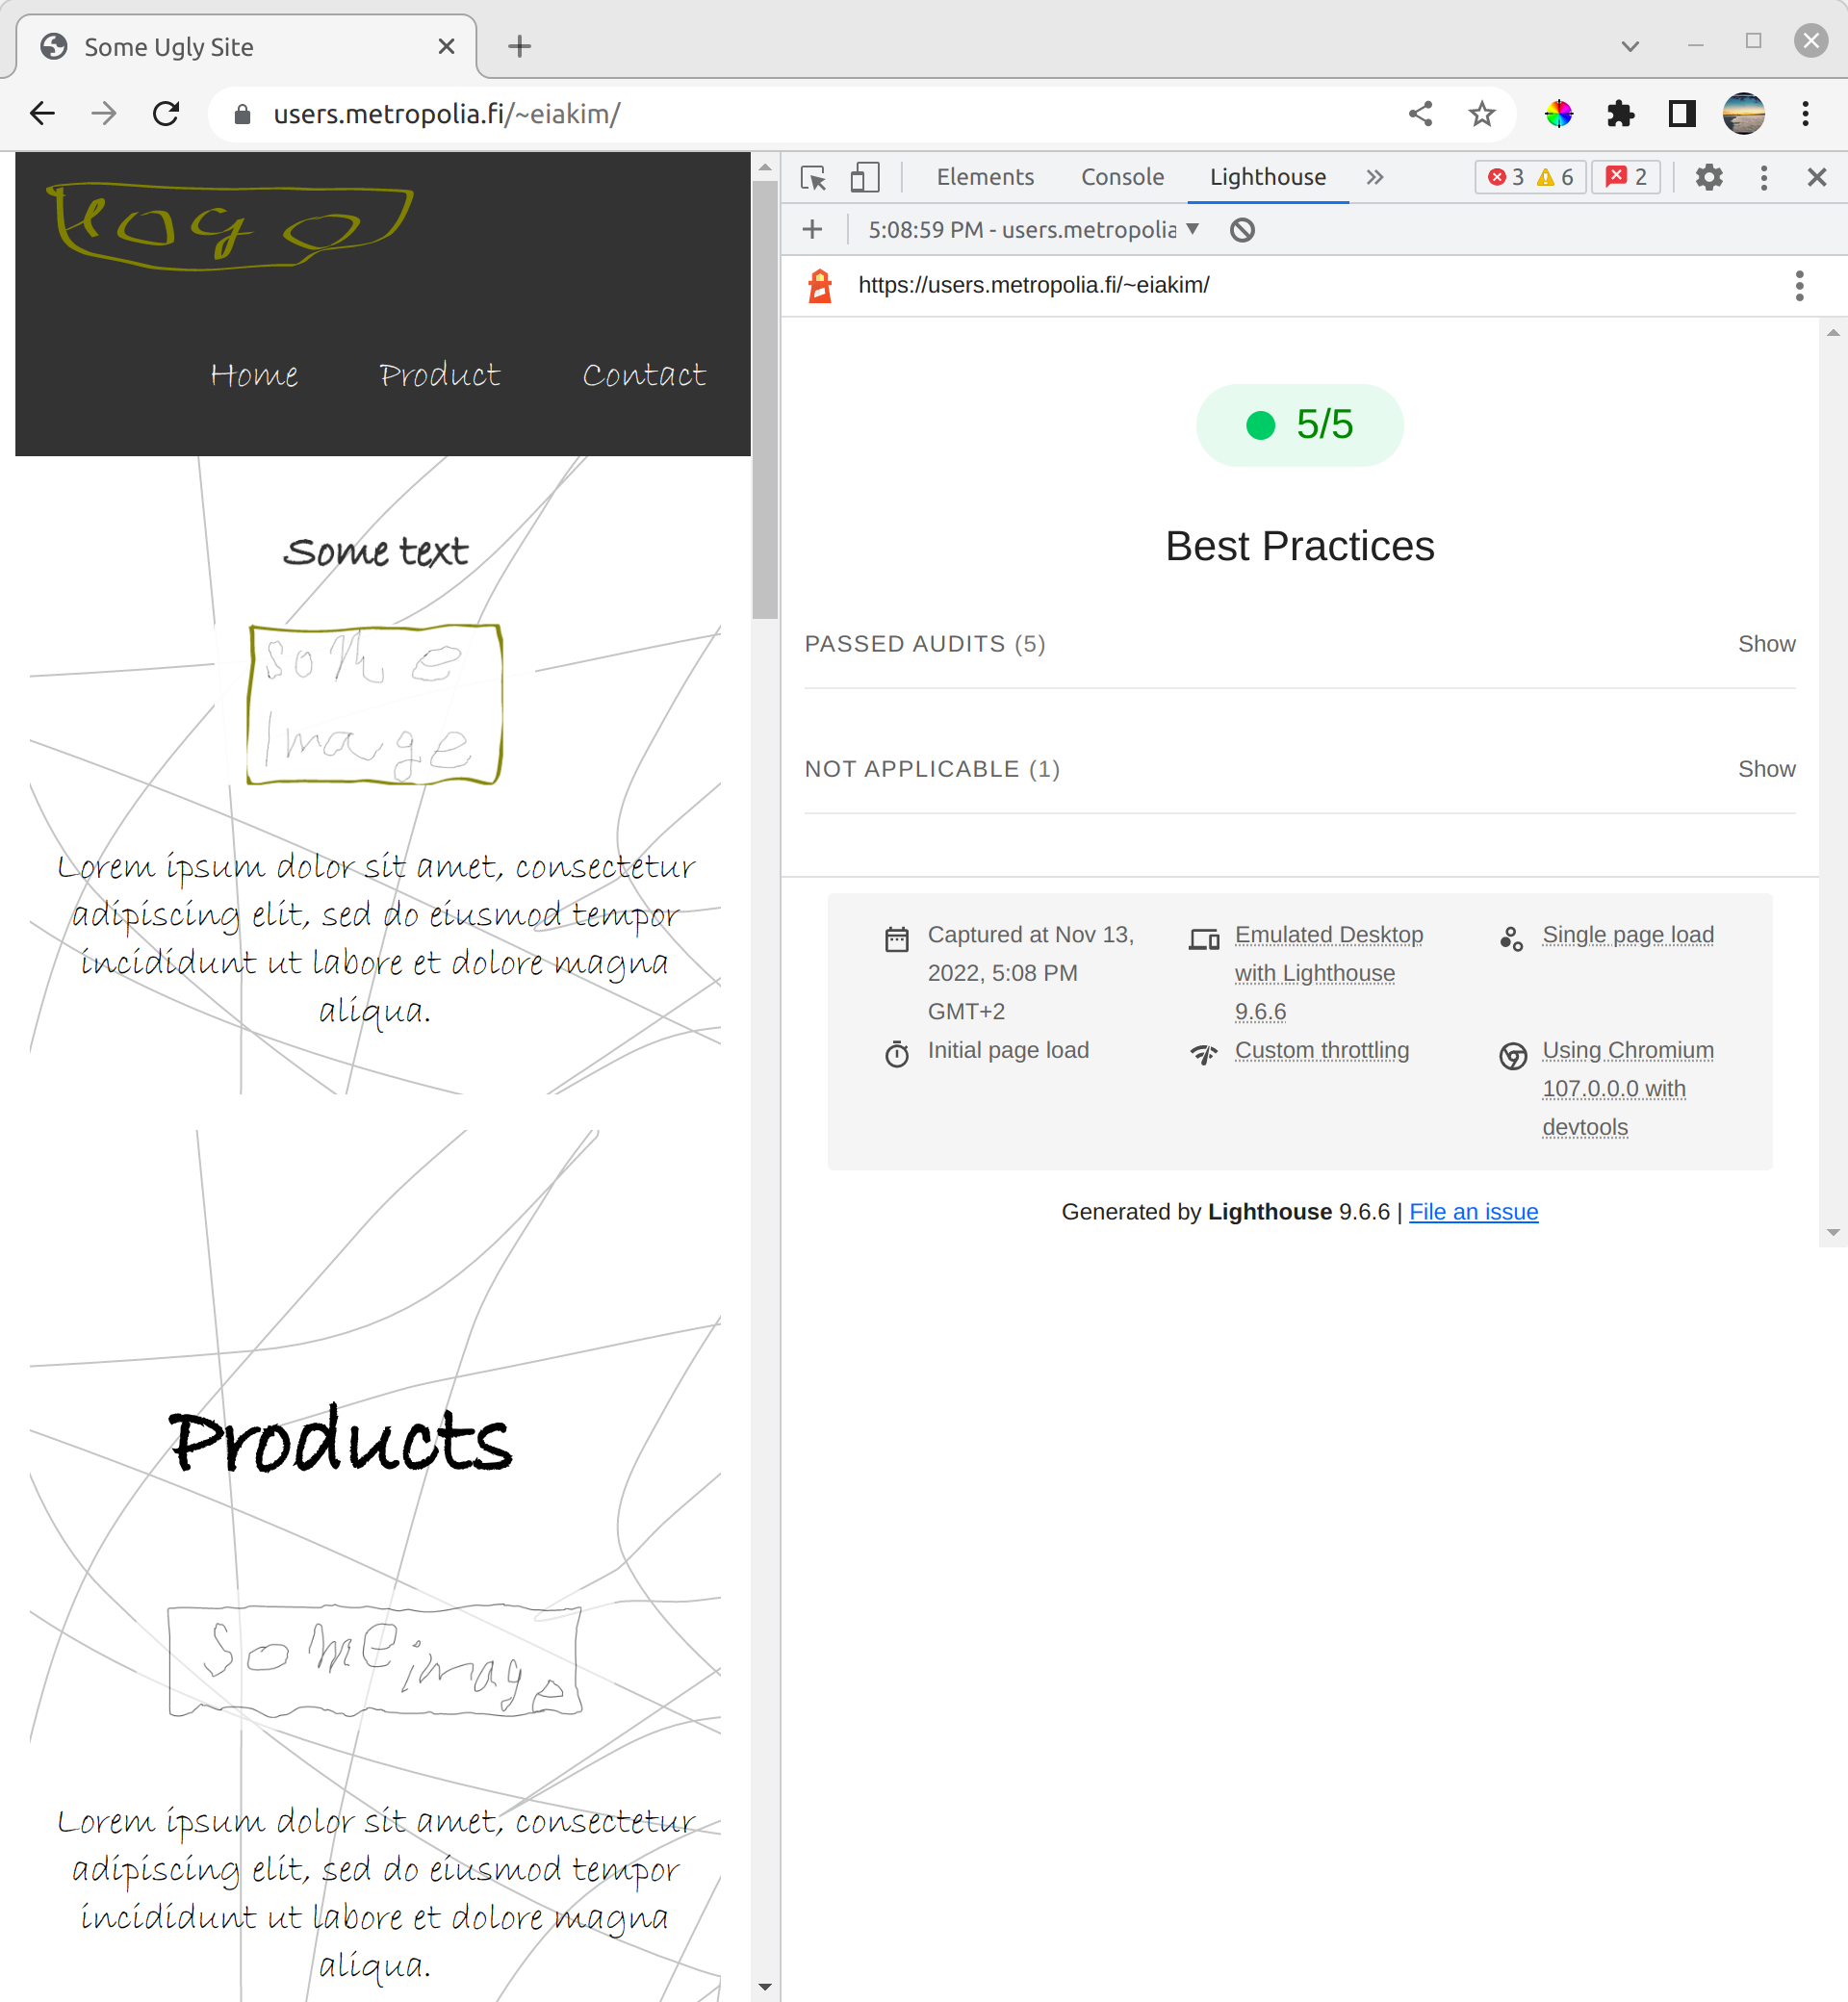 Some Ugly Site
users.metropolia.fi/~eiakim/
Logo
Home Product Contact
Some text
some
Image
Lorem ipsum dolor sit amet, consectetur
adipiscing elit, sed do eiusmod tempor
incididunt ut labore et dolore magna
aliqua.
Products
some image
Lorem ipsum dolor sit amet, consectetur
adipiscing elit, sed do eiusmod tempor
incididunt ut labore et dolore magna
aliqua.
Elements Console Lighthouse 3 6 2
5:08:59 PM - users.metropolia
https://users.metropolia.fi/~eiakim/
5/5
Best Practices
PASSED AUDITS (5) Show
NOT APPLICABLE (1) Show
Captured at Nov 13,
2022, 5:08 PM
GMT+2
Emulated Desktop
with Lighthouse
9.6.6
Single page load
Initial page load
Custom throttling
Using Chromium
107.0.0.0 with
devtools
Generated by Lighthouse 9.6.6 | File an issue